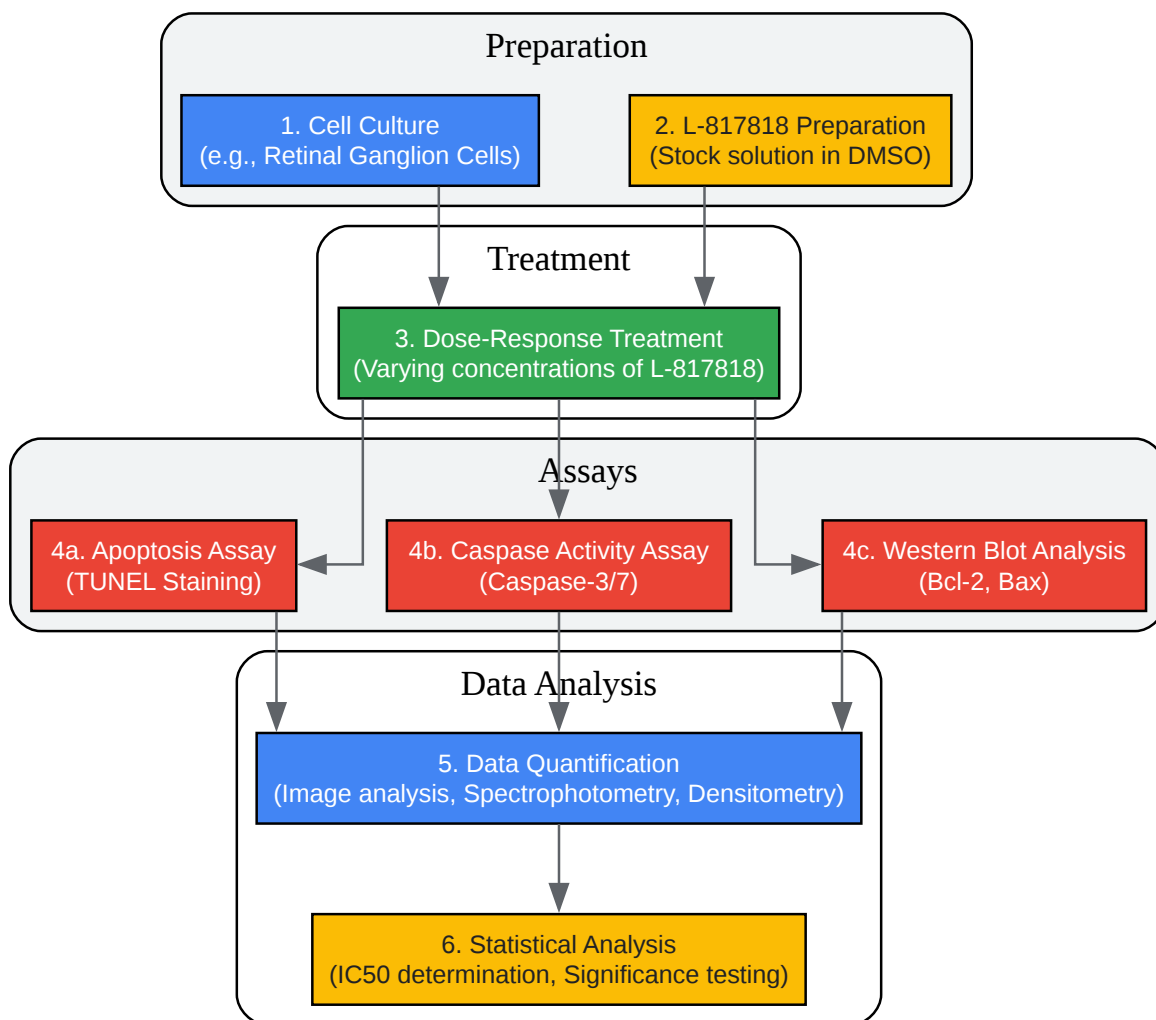 Preparation
1. Cell Culture
(e.g., Retinal Ganglion Cells)
2. L-817818 Preparation
(Stock solution in DMSO)
Treatment
3. Dose-Response Treatment
(Varying concentrations of L-817818)
Assays
4a. Apoptosis Assay
(TUNEL Staining)
4b. Caspase Activity Assay
(Caspase-3/7)
4c. Western Blot Analysis
(Bcl-2, Bax)
Data Analysis
5. Data Quantification
(Image analysis, Spectrophotometry, Densitometry)
6. Statistical Analysis
(IC50 determination, Significance testing)